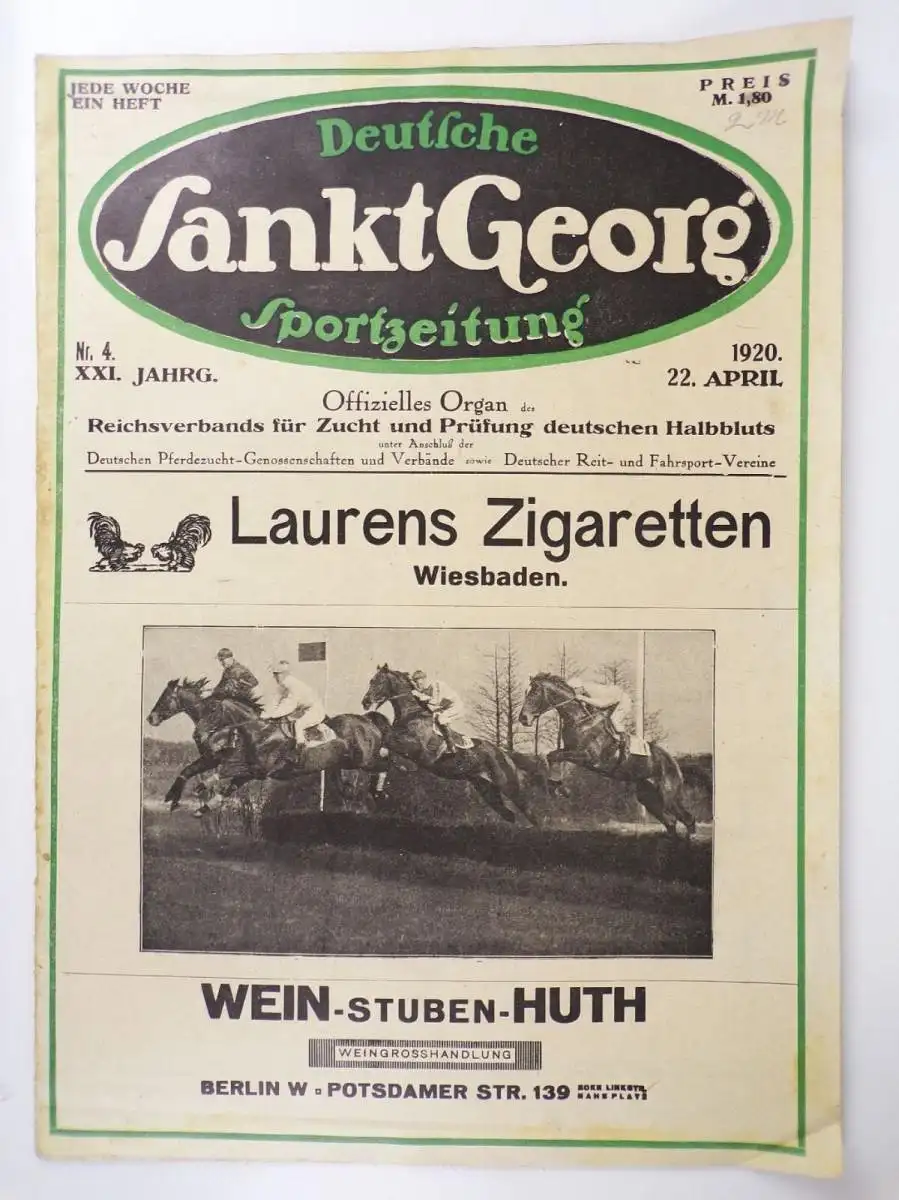 JEDE WOCHE
EIN HEFT
PREIS
M. 1,80
Deutsche
Sankt Georg
Sportzeitung
Nr. 4.
XXI. JAHRG.
1920.
22. APRIL
Offizielles Organ des
Reichsverbands für Zucht und Prüfung deutschen Halbbluts
unter Anschluß der
Deutschen Pferdezucht-Genossenschaften und Verbände sowie Deutscher Reit- und Fahrsport-Vereine
Laurens Zigaretten
Wiesbaden.
WEIN-STUBEN-HUTH
WEINGROSSHANDLUNG
BERLIN W ▫ POTSDAMER STR. 139